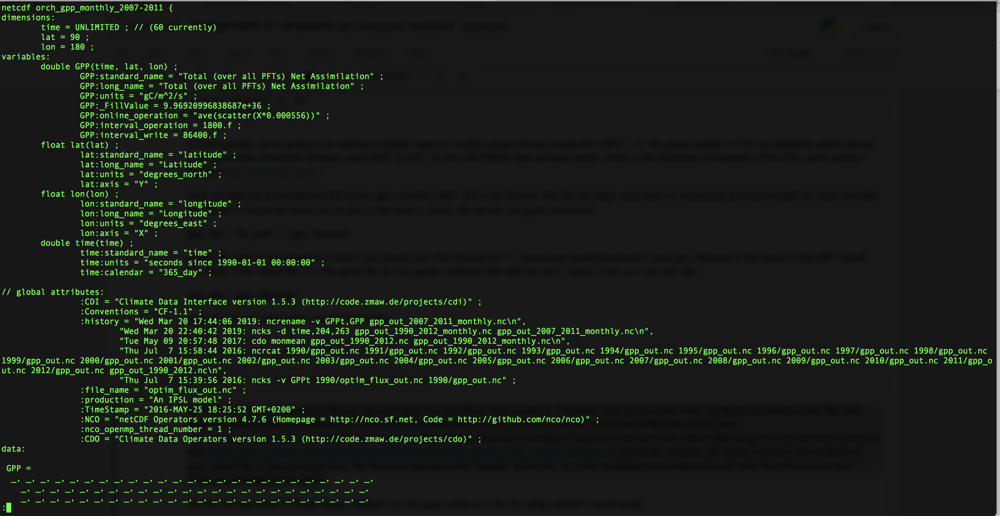 netcdf orch_gpp_monthly_2007-2011 {
dimensions:
time = UNLIMITED ; // (60 currently)
lat = 90 ;
lon = 180 ;
variables:
double GPP(time, lat, lon) ;
GPP:standard_name = "Total (over all PFTs) Net Assimilation" ;
GPP:long_name = "Total (over all PFTs) Net Assimilation" ;
GPP:units = "gC/m^2/s" ;
GPP:_FillValue = 9.96920996838687e+36 ;
GPP:online_operation = "ave(scatter(X*0.000556))" ;
GPP:interval_operation = 1800.f ;
GPP:interval_write = 86400.f ;
float lat(lat) ;
lat:standard_name = "latitude" ;
lat:long_name = "Latitude" ;
lat:units = "degrees_north" ;
lat:axis = "Y" ;
float lon(lon) ;
lon:standard_name = "longitude" ;
lon:long_name = "Longitude" ;
lon:units = "degrees_east" ;
lon:axis = "X" ;
double time(time) ;
time:standard_name = "time" ;
time:units = "seconds since 1990-01-01 00:00:00" ;
time:calendar = "365_day" ;
// global attributes:
:CDI = "Climate Data Interface version 1.5.3 (http://code.zmaw.de/projects/cdi)" ;
:Conventions = "CF-1.1" ;
:history = "Wed Mar 20 17:44:06 2019: ncrename -v GPPt,GPP gpp_out_2007_2011_monthly.nc\n",
"Wed Mar 20 22:40:42 2019: ncks -d time,204,263 gpp_out_1990_2012_monthly.nc gpp_out_2007_2011_monthly.nc\n",
"Tue May 09 20:57:48 2017: cdo monmean gpp_out_1990_2012.nc gpp_out_1990_2012_monthly.nc\n",
"Thu Jul  7 15:58:44 2016: ncrcat 1990/gpp_out.nc 1991/gpp_out.nc 1992/gpp_out.nc 1993/gpp_out.nc 1994/gpp_out.nc 1995/gpp_out.nc 1996/gpp_out.nc 1997/gpp_out.nc 1998/gpp_out.nc
1999/gpp_out.nc 2000/gpp_out.nc 2001/gpp_out.nc 2002/gpp_out.nc 2003/gpp_out.nc 2004/gpp_out.nc 2005/gpp_out.nc 2006/gpp_out.nc 2007/gpp_out.nc 2008/gpp_out.nc 2009/gpp_out.nc 2010/gpp_out.nc 2011/gpp_o
ut.nc 2012/gpp_out.nc gpp_out_1990_2012.nc\n",
"Thu Jul  7 15:39:56 2016: ncks -v GPPt 1990/optim_flux_out.nc 1990/gpp_out.nc" ;
:file_name = "optim_flux_out.nc" ;
:production = "An IPSL model" ;
:TimeStamp = "2016-MAY-25 18:25:52 GMT+0200" ;
:NCO = "netCDF Operators version 4.7.6 (Homepage = http://nco.sf.net, Code = http://github.com/nco/nco)" ;
:nco_openmp_thread_number = 1 ;
:CDO = "Climate Data Operators version 1.5.3 (http://code.zmaw.de/projects/cdo)" ;
data:
GPP =
_, _, _, _, _, _, _, _, _, _, _, _, _, _, _, _, _, _, _, _, _, _, _, _, _,
_, _, _, _, _, _, _, _, _, _, _, _, _, _, _, _, _, _, _, _, _, _, _, _,
_, _, _, _, _, _, _, _, _, _, _, _, _, _, _, _, _, _, _, _, _, _, _, _,
: